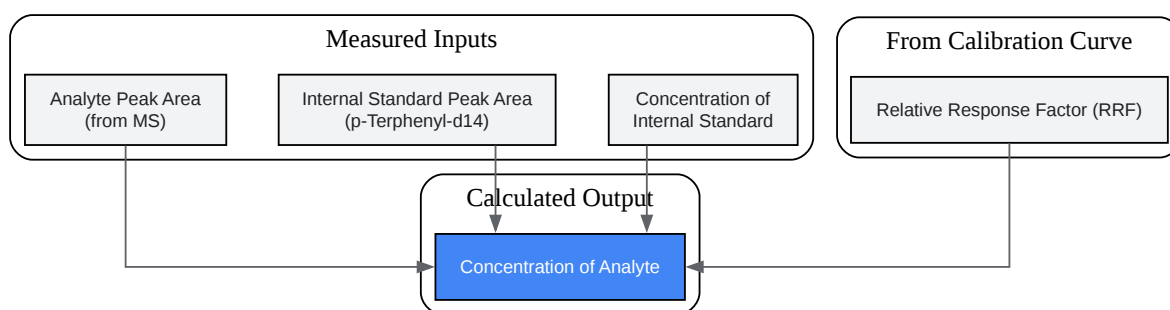 Measured Inputs
From Calibration Curve
Analyte Peak Area
(from MS)
Internal Standard Peak Area
(p-Terphenyl-d14)
Concentration of
Internal Standard
Relative Response Factor (RRF)
Calculated Output
Concentration of Analyte